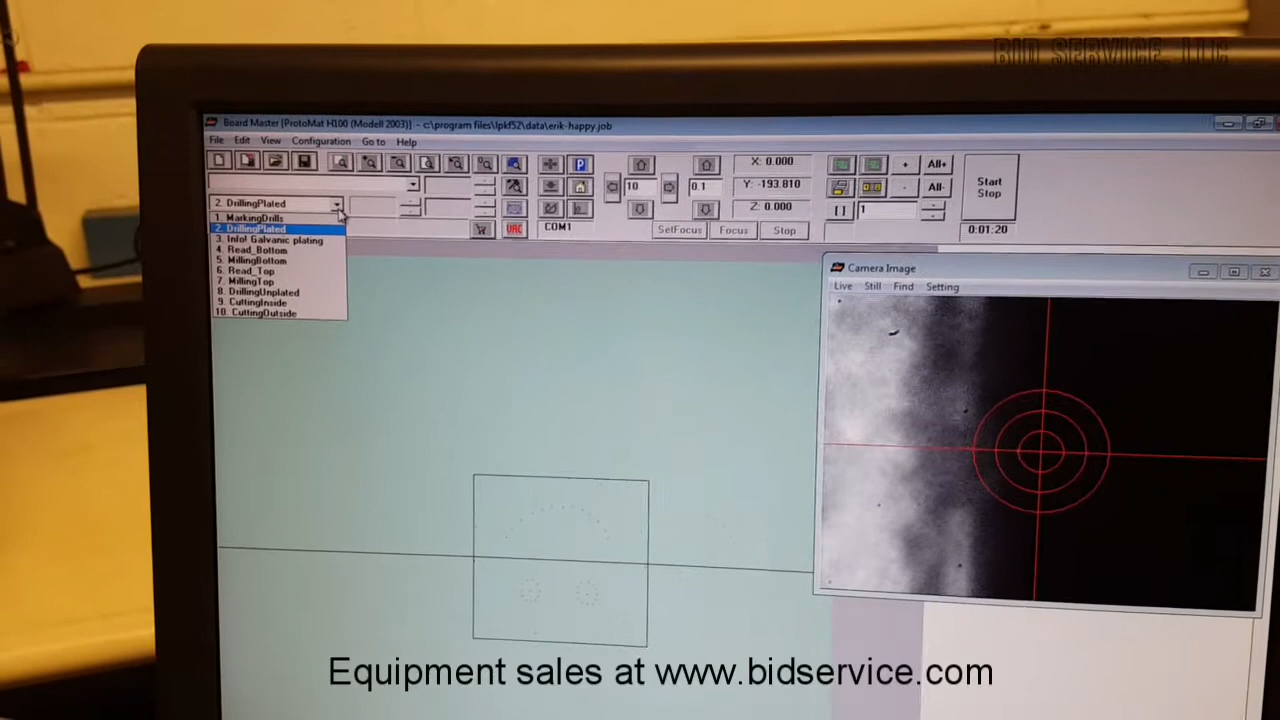 BID SERVICE, LLC
Board Master [ProtoMat H100 (Modell 2003)] - c:\program files\lpkf52\data\erik-happy.job
File Edit View Configuration Go to Help
P
10
0.1
X: 0.000
Y: -193.810
Z: 0.000
+ All+
- All-
[ ] 1
Start
Stop
0:01:20
2. DrillingPlated
COM1
SetFocus Focus Stop
1. MarkingDrills
2. DrillingPlated
3. Info! Galvanic plating
4. Read_Bottom
5. MillingBottom
6. Read_Top
7. MillingTop
8. DrillingUnplated
9. CuttingInside
10. CuttingOutside
Camera Image
Live Still Find Setting
Equipment sales at www.bidservice.com